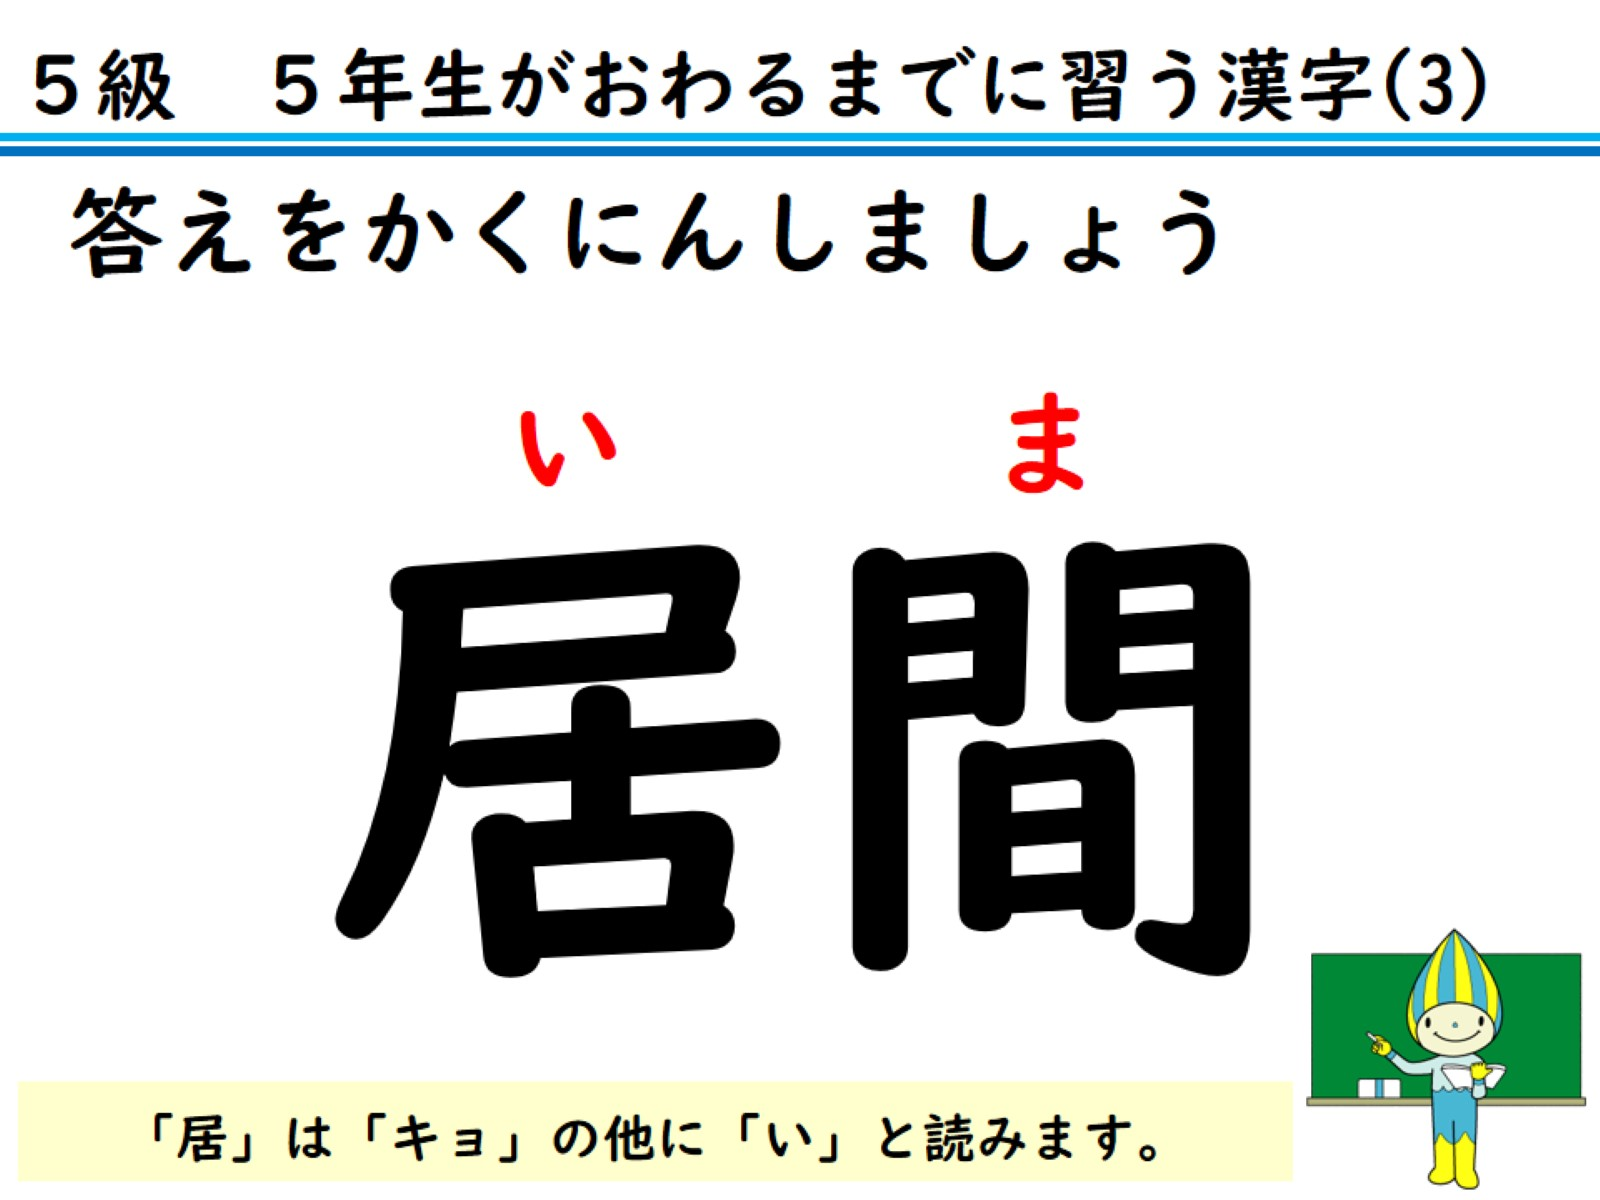 5級　5年生がおわるまでに習う漢字(3)
答えをかくにんしましょう
い　ま
居間
「居」は「キョ」の他に「い」と読みます。